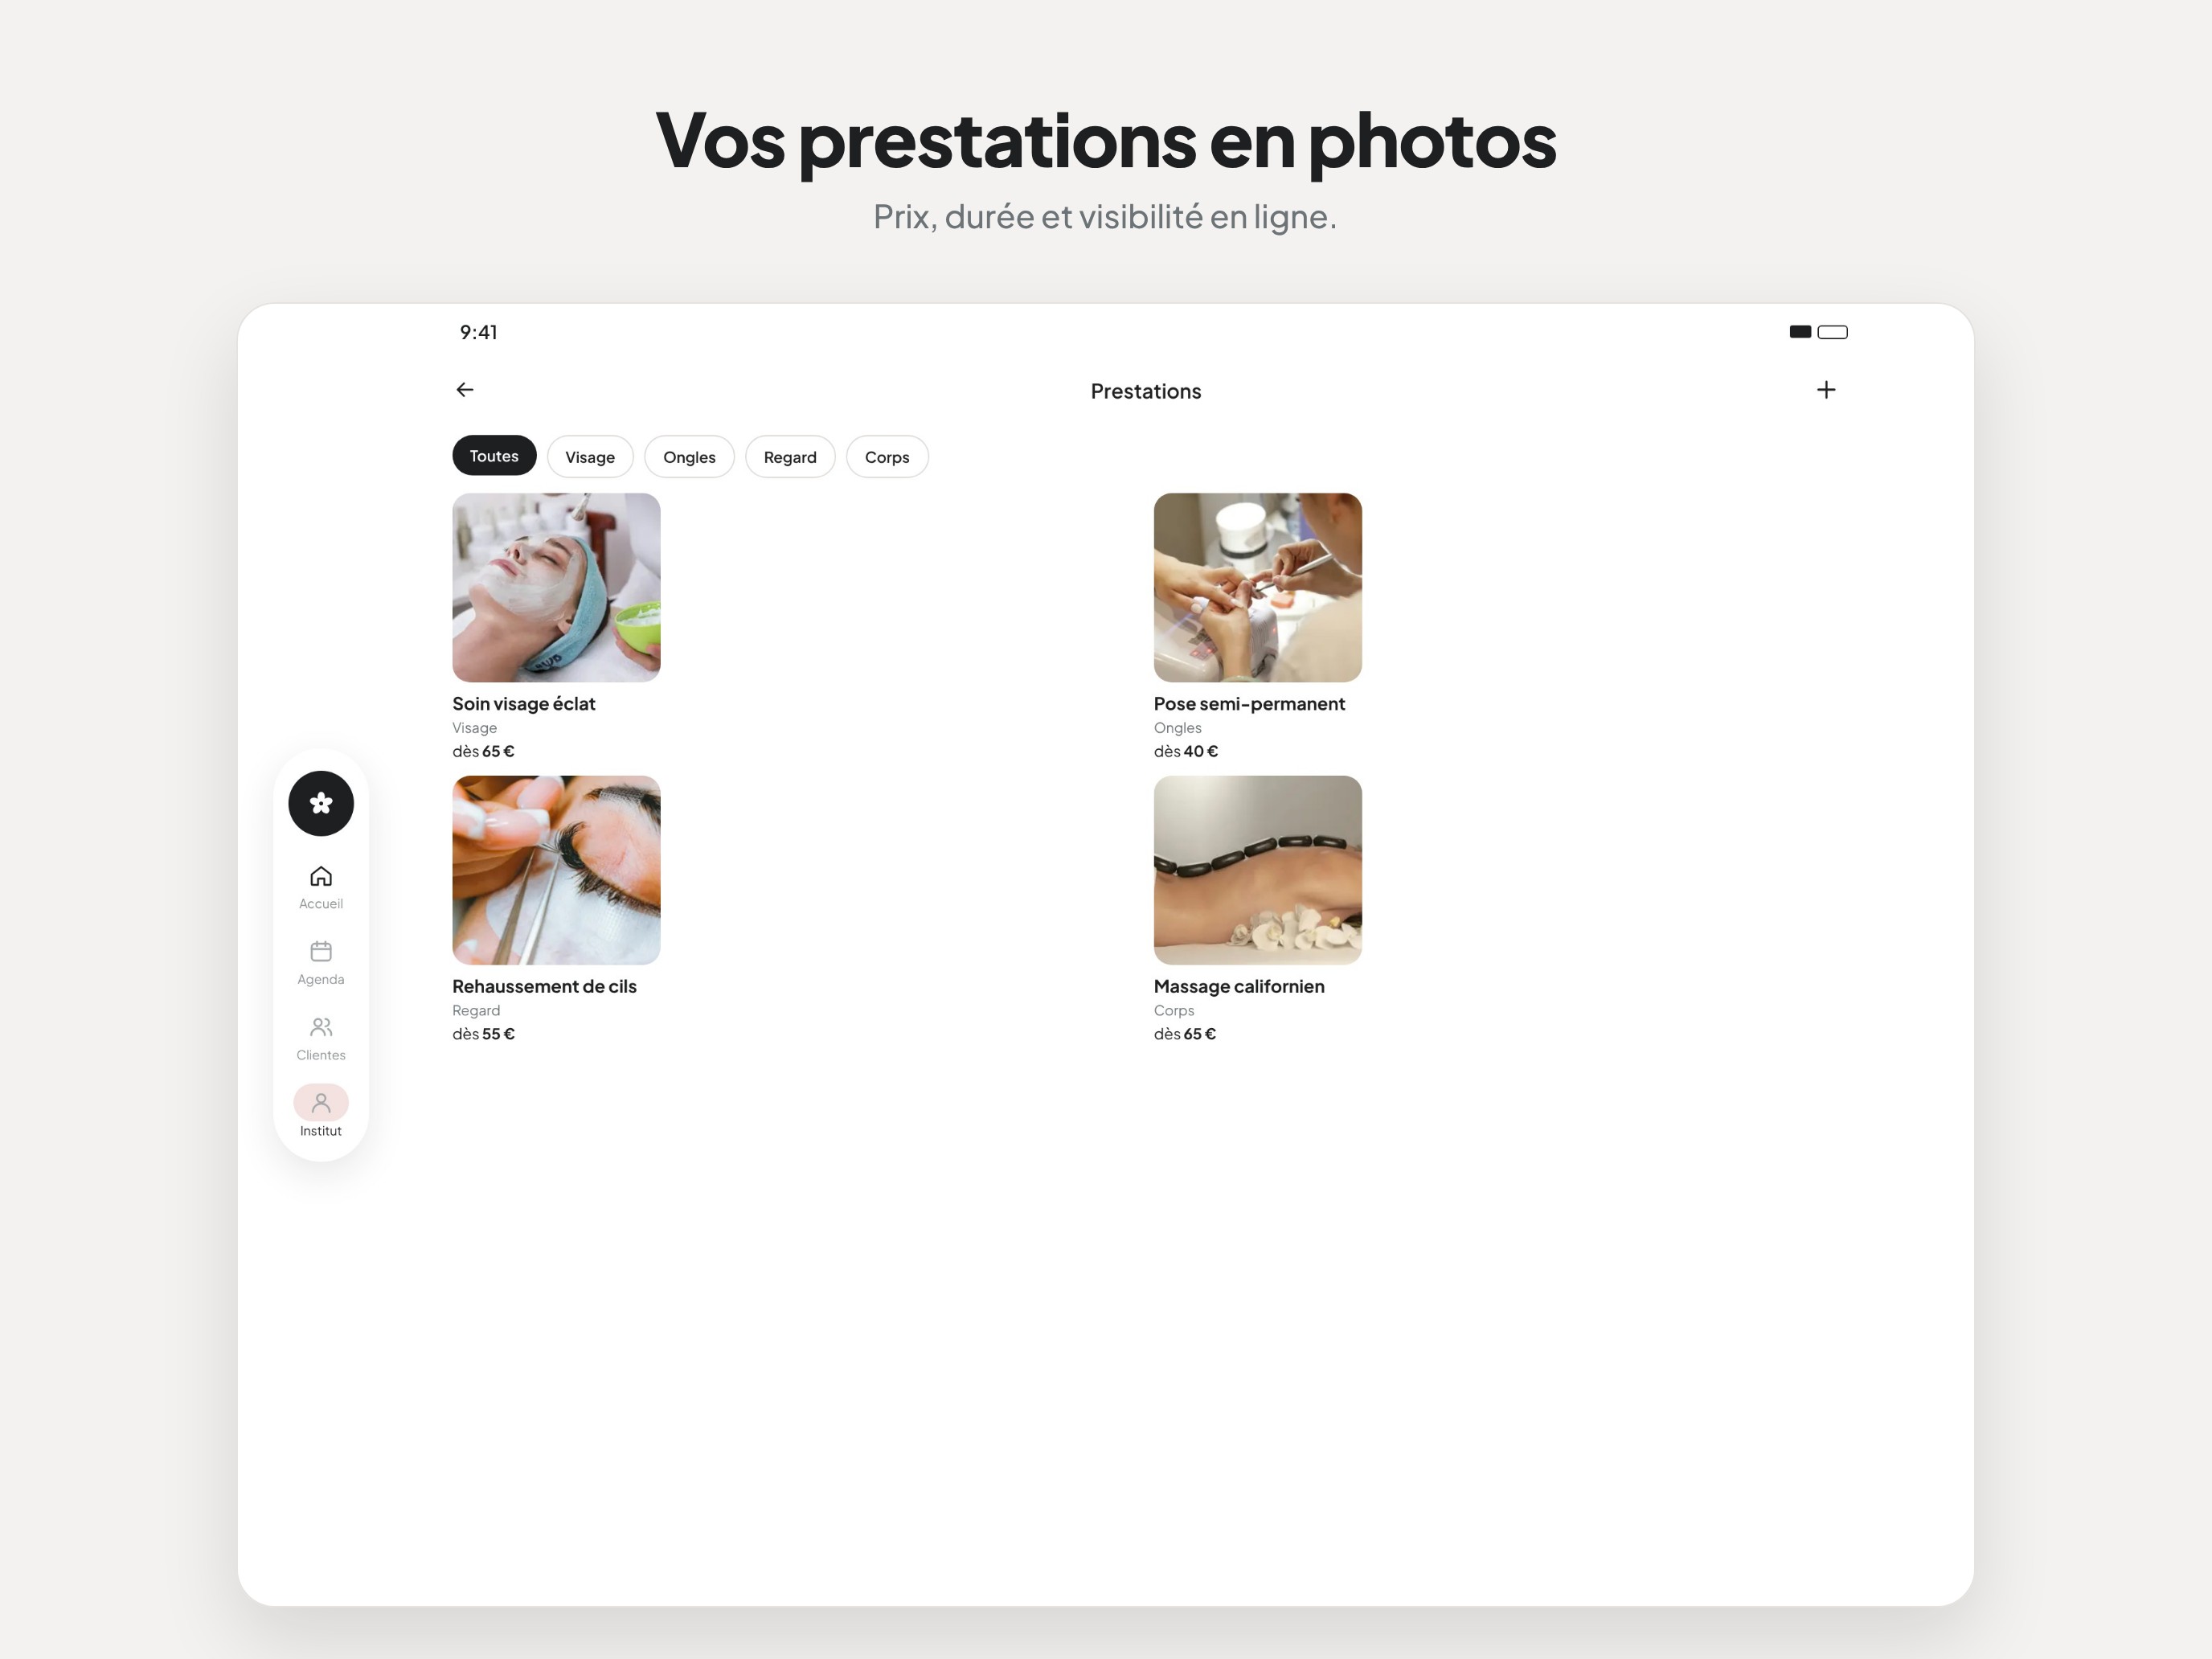 Vos prestations en photos
Prix, durée et visibilité en ligne.
9:41
Prestations
Toutes
Visage
Ongles
Regard
Corps
Soin visage éclat
Visage
dès 65 €
Pose semi-permanent
Ongles
dès 40 €
Rehaussement de cils
Regard
dès 55 €
Massage californien
Corps
dès 65 €
Accueil
Agenda
Clientes
Institut